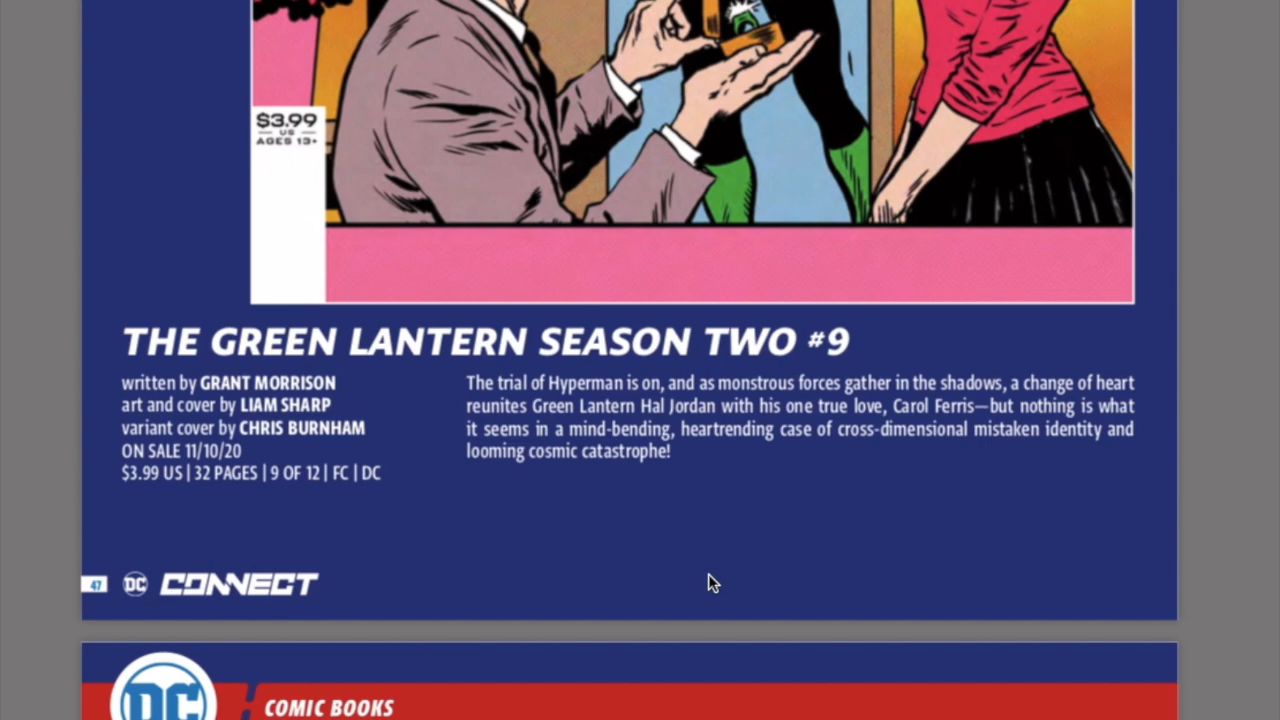 $3.99
US
AGES 13+
THE GREEN LANTERN SEASON TWO #9
written by GRANT MORRISON
art and cover by LIAM SHARP
variant cover by CHRIS BURNHAM
ON SALE 11/10/20
$3.99 US | 32 PAGES | 9 OF 12 | FC | DC
The trial of Hyperman is on, and as monstrous forces gather in the shadows, a change of heart
reunites Green Lantern Hal Jordan with his one true love, Carol Ferris—but nothing is what
it seems in a mind-bending, heartrending case of cross-dimensional mistaken identity and
looming cosmic catastrophe!
47 DC CONNECT
DC
COMIC BOOKS